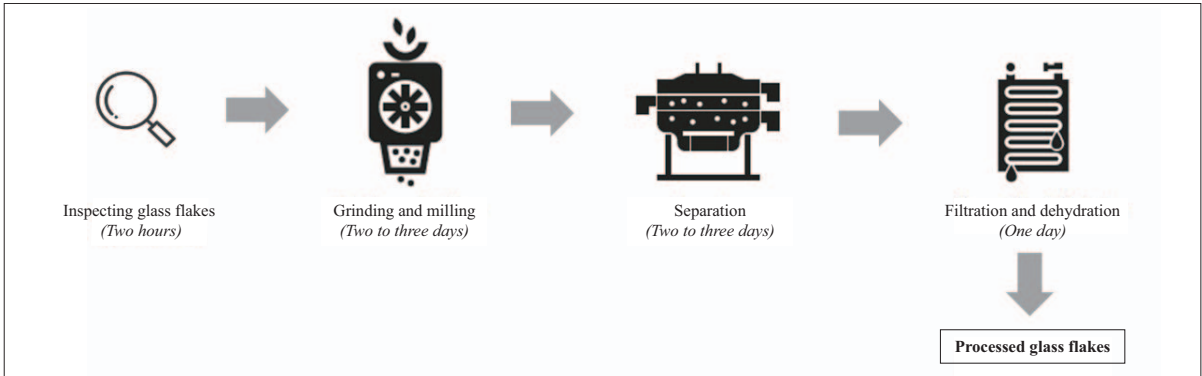 Inspecting glass flakes
(Two hours)
Grinding and milling
(Two to three days)
Separation
(Two to three days)
Filtration and dehydration
(One day)
Processed glass flakes